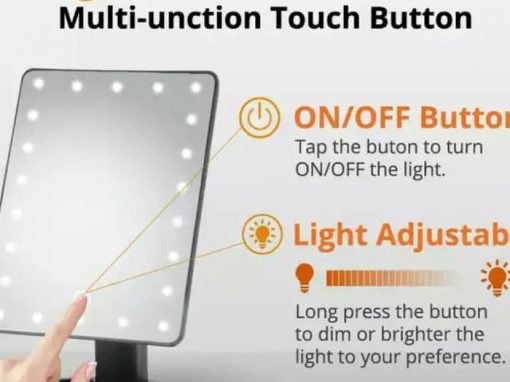 Multi-unction Touch Button
ON/OFF Button
Tap the buton to turn
ON/OFF the light.
Light Adjustab
Long press the button
to dim or brighter the
light to your preference.